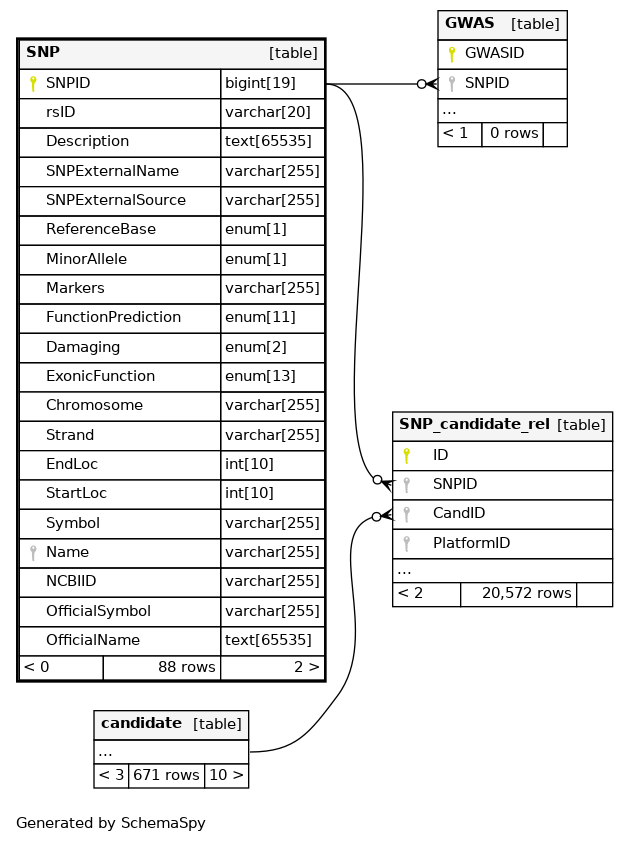 SNP [table]
SNPID bigint[19]
rsID varchar[20]
Description text[65535]
SNPExternalName varchar[255]
SNPExternalSource varchar[255]
ReferenceBase enum[1]
MinorAllele enum[1]
Markers varchar[255]
FunctionPrediction enum[11]
Damaging enum[2]
ExonicFunction enum[13]
Chromosome varchar[255]
Strand varchar[255]
EndLoc int[10]
StartLoc int[10]
Symbol varchar[255]
Name varchar[255]
NCBIID varchar[255]
OfficialSymbol varchar[255]
OfficialName text[65535]
< 0 88 rows 2 >
GWAS [table]
GWASID
SNPID
...
< 1 0 rows
SNP_candidate_rel [table]
ID
SNPID
CandID
PlatformID
...
< 2 20,572 rows
candidate [table]
...
< 3 671 rows 10 >
Generated by SchemaSpy